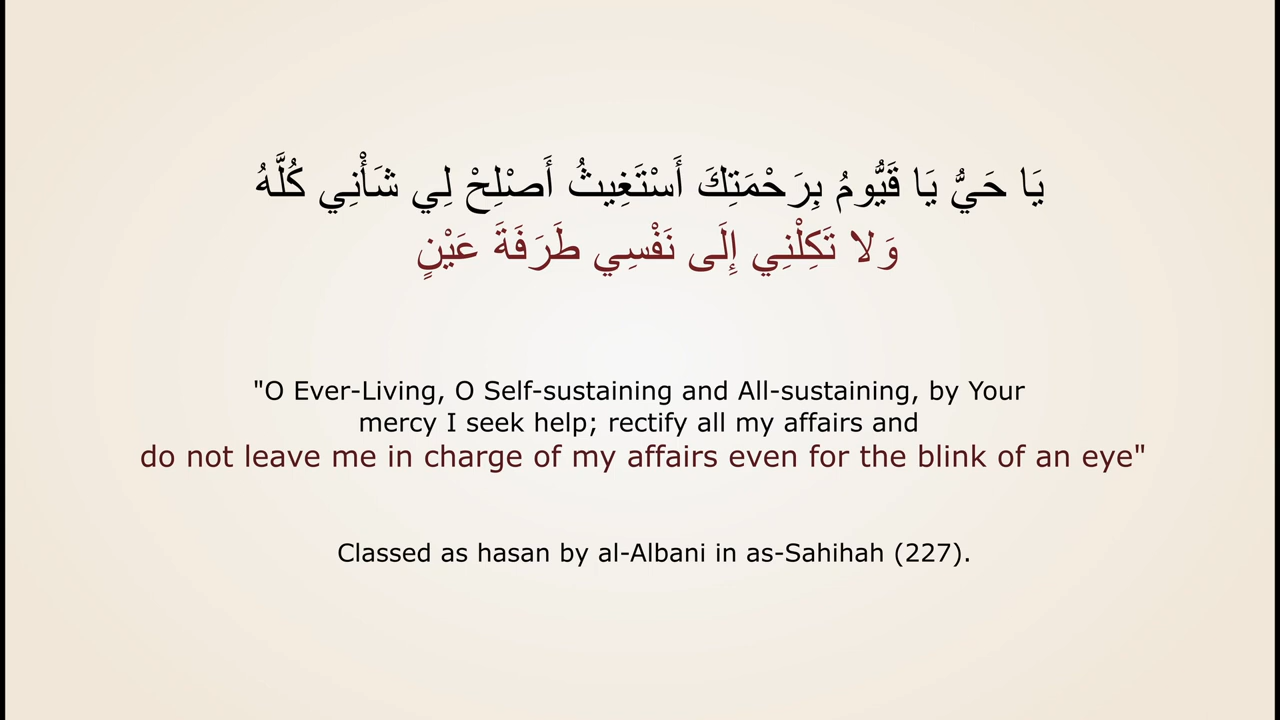 يَا حَيُّ يَا قَيُّومُ بِرَحْمَتِكَ أَسْتَغِيثُ أَصْلِحْ لِي شَأْنِي كُلَّهُ
وَلا تَكِلْنِي إِلَى نَفْسِي طَرَفَةَ عَيْنٍ
"O Ever-Living, O Self-sustaining and All-sustaining, by Your
mercy I seek help; rectify all my affairs and
do not leave me in charge of my affairs even for the blink of an eye"
Classed as hasan by al-Albani in as-Sahihah (227).